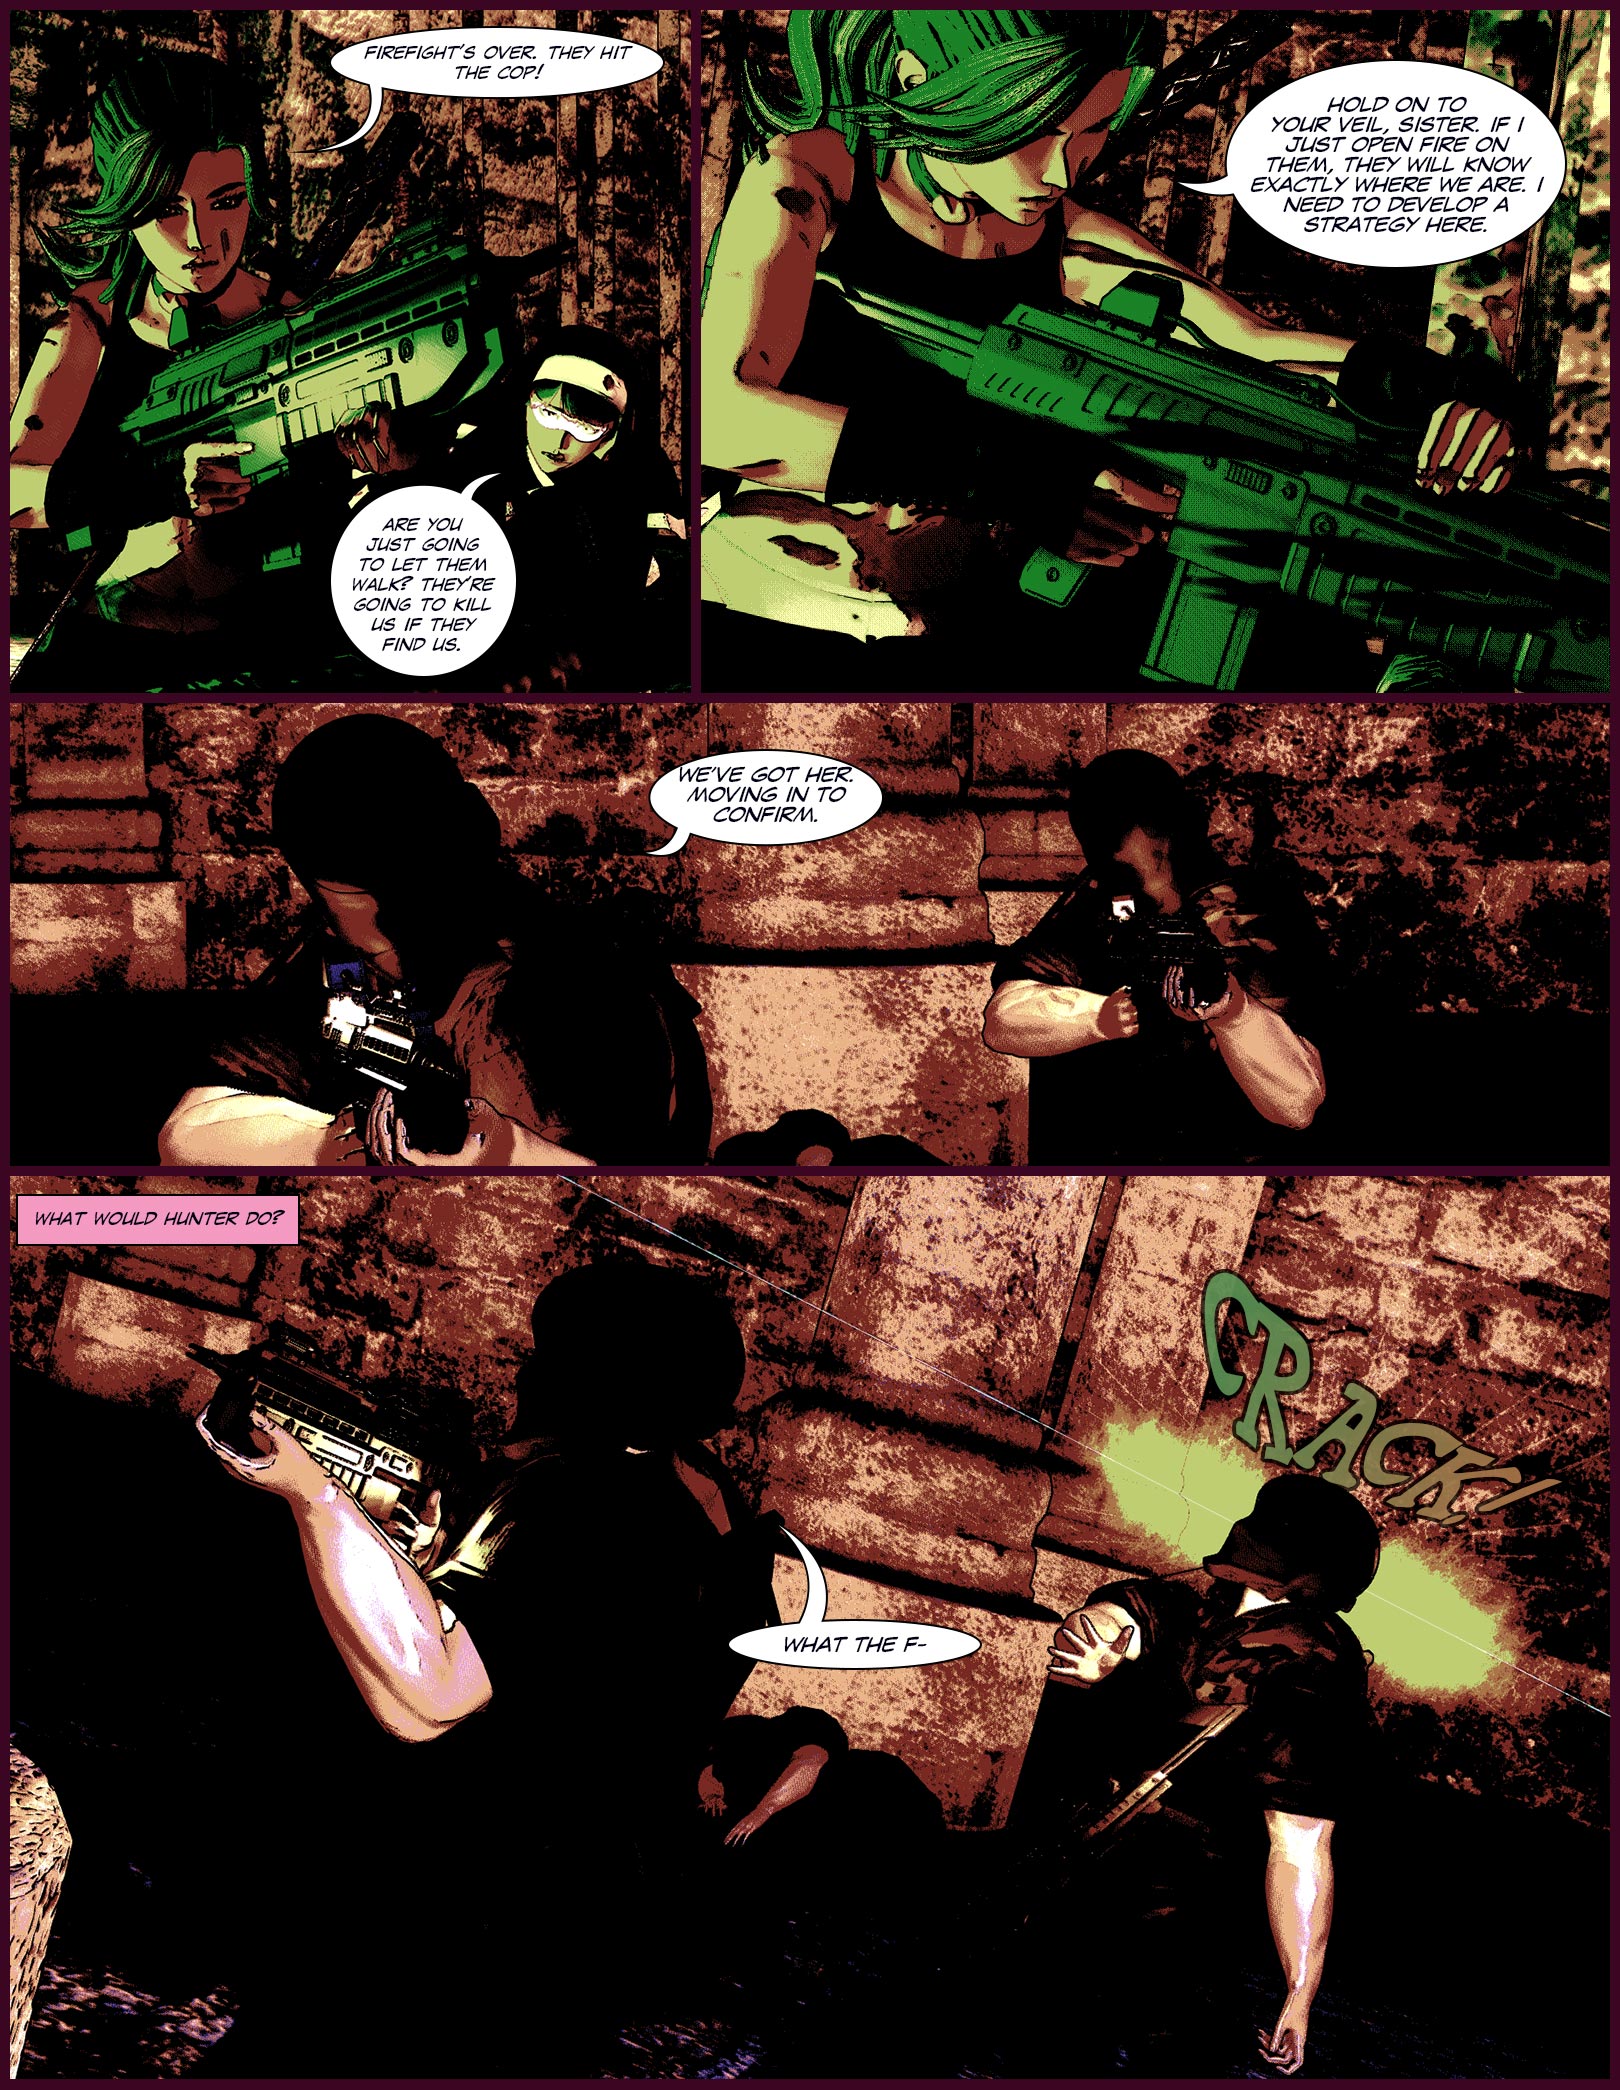 FIREFIGHT'S OVER. THEY HIT
THE COP!
ARE YOU
JUST GOING
TO LET THEM
WALK? THEY'RE
GOING TO KILL
US IF THEY
FIND US.
HOLD ON TO
YOUR VEIL, SISTER. IF I
JUST OPEN FIRE ON
THEM, THEY WILL KNOW
EXACTLY WHERE WE ARE. I
NEED TO DEVELOP A
STRATEGY HERE.
WE'VE GOT HER.
MOVING IN TO
CONFIRM.
WHAT WOULD HUNTER DO?
CRACK!
WHAT THE F-